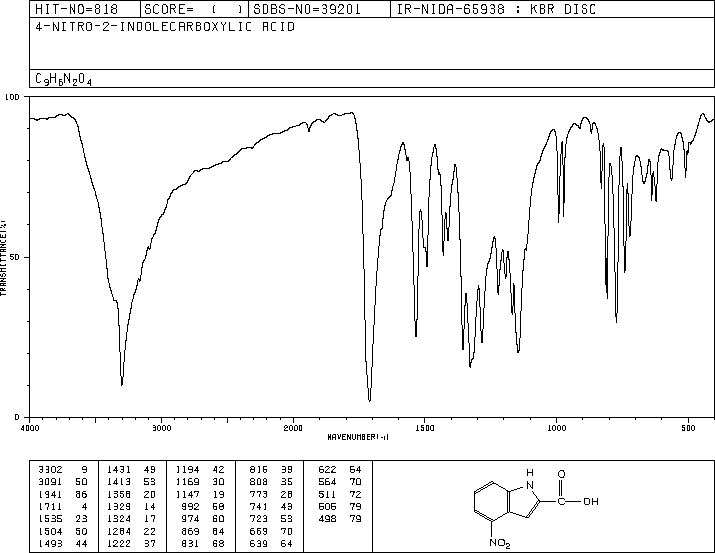 HIT-NO=818 SCORE= ( ) SDBS-NO=39201 IR-NIDA-65938 : KBR DISC
4-NITRO-2-INDOLECARBOXYLIC ACID
C9H6N2O4
100
50
0
TRANSMITTANCE(%)
4000 3000 2000 1500 1000 500
WAVENUMBER(-1)
3302 9 1431 49 1194 42 816 39 622 64
3091 50 1413 53 1169 30 808 35 564 70
1941 86 1358 20 1147 19 992 58 773 28 511 72
1711 4 1329 14 741 43 506 79
1535 23 1324 17 974 60 723 53 498 79
1504 50 1284 22 869 84 669 70
1493 44 1222 37 831 68 639 64
H
N
O
C
OH
NO2